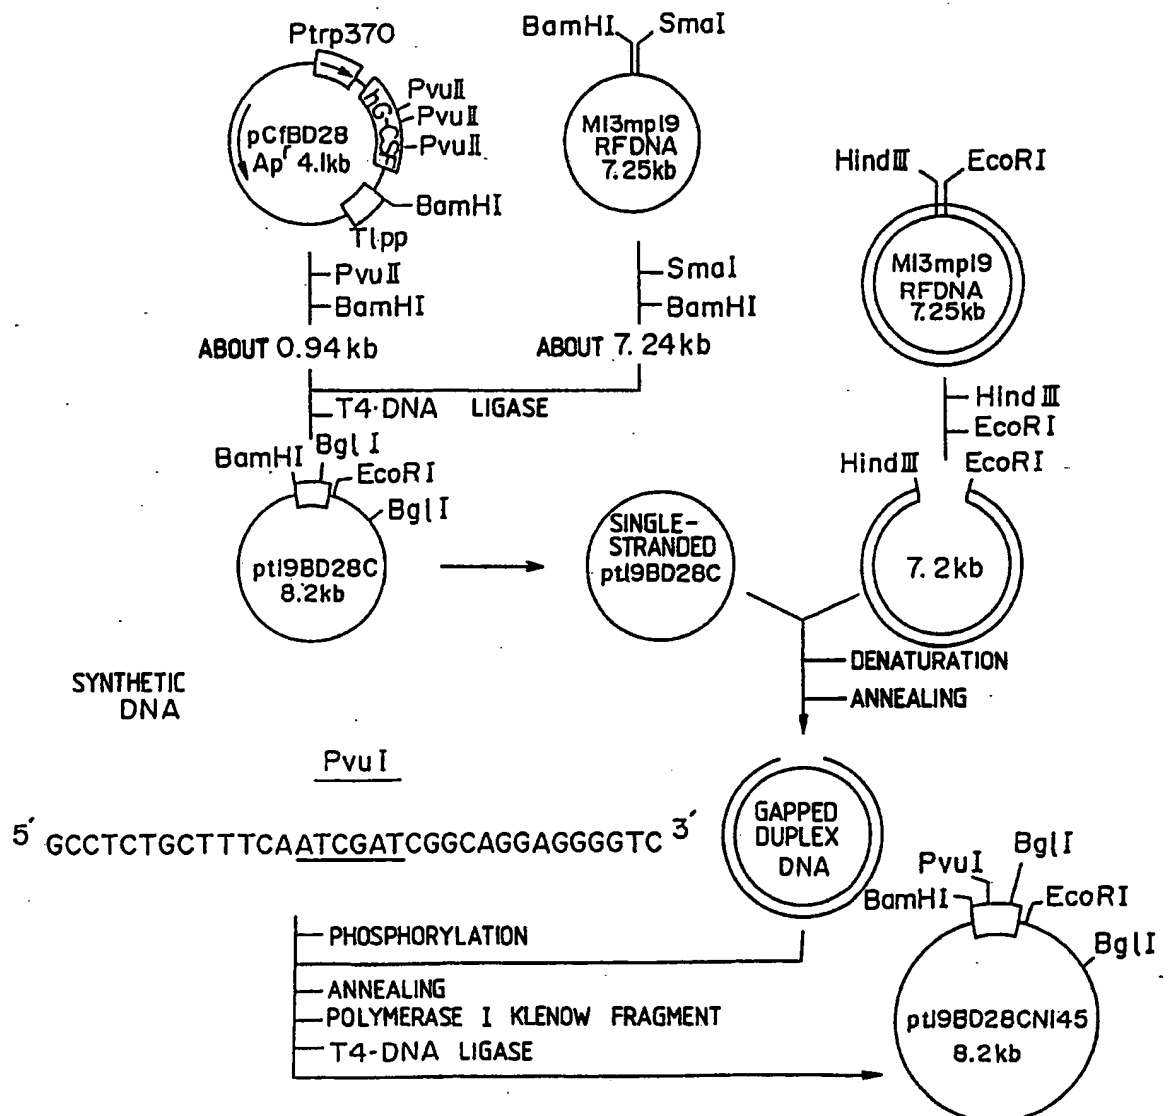 Ptrp370
hG-CSF
PvuII
PvuII
PvuII
pCfBD28
Apr 4.1kb
BamHI
Tlpp
PvuII
BamHI
ABOUT 0.94kb
BamHI SmaI
M13mp19
RFDNA
7.25kb
SmaI
BamHI
ABOUT 7.24kb
T4·DNA LIGASE
HindIII EcoRI
M13mp19
RFDNA
7.25kb
HindIII
EcoRI
HindIII EcoRI
7.2kb
BamHI BglI
EcoRI
BglI
pt19BD28C
8.2kb
SINGLE-
STRANDED
pt19BD28C
DENATURATION
ANNEALING
SYNTHETIC
DNA
PvuI
5′ GCCTCTGCTTTCAATCGATCGGCAGGAGGGGTC 3′
GAPPED
DUPLEX
DNA
PHOSPHORYLATION
ANNEALING
POLYMERASE I KLENOW FRAGMENT
T4-DNA LIGASE
BglI
PvuI
BamHI EcoRI
BglI
pt19BD28CN145
8.2kb